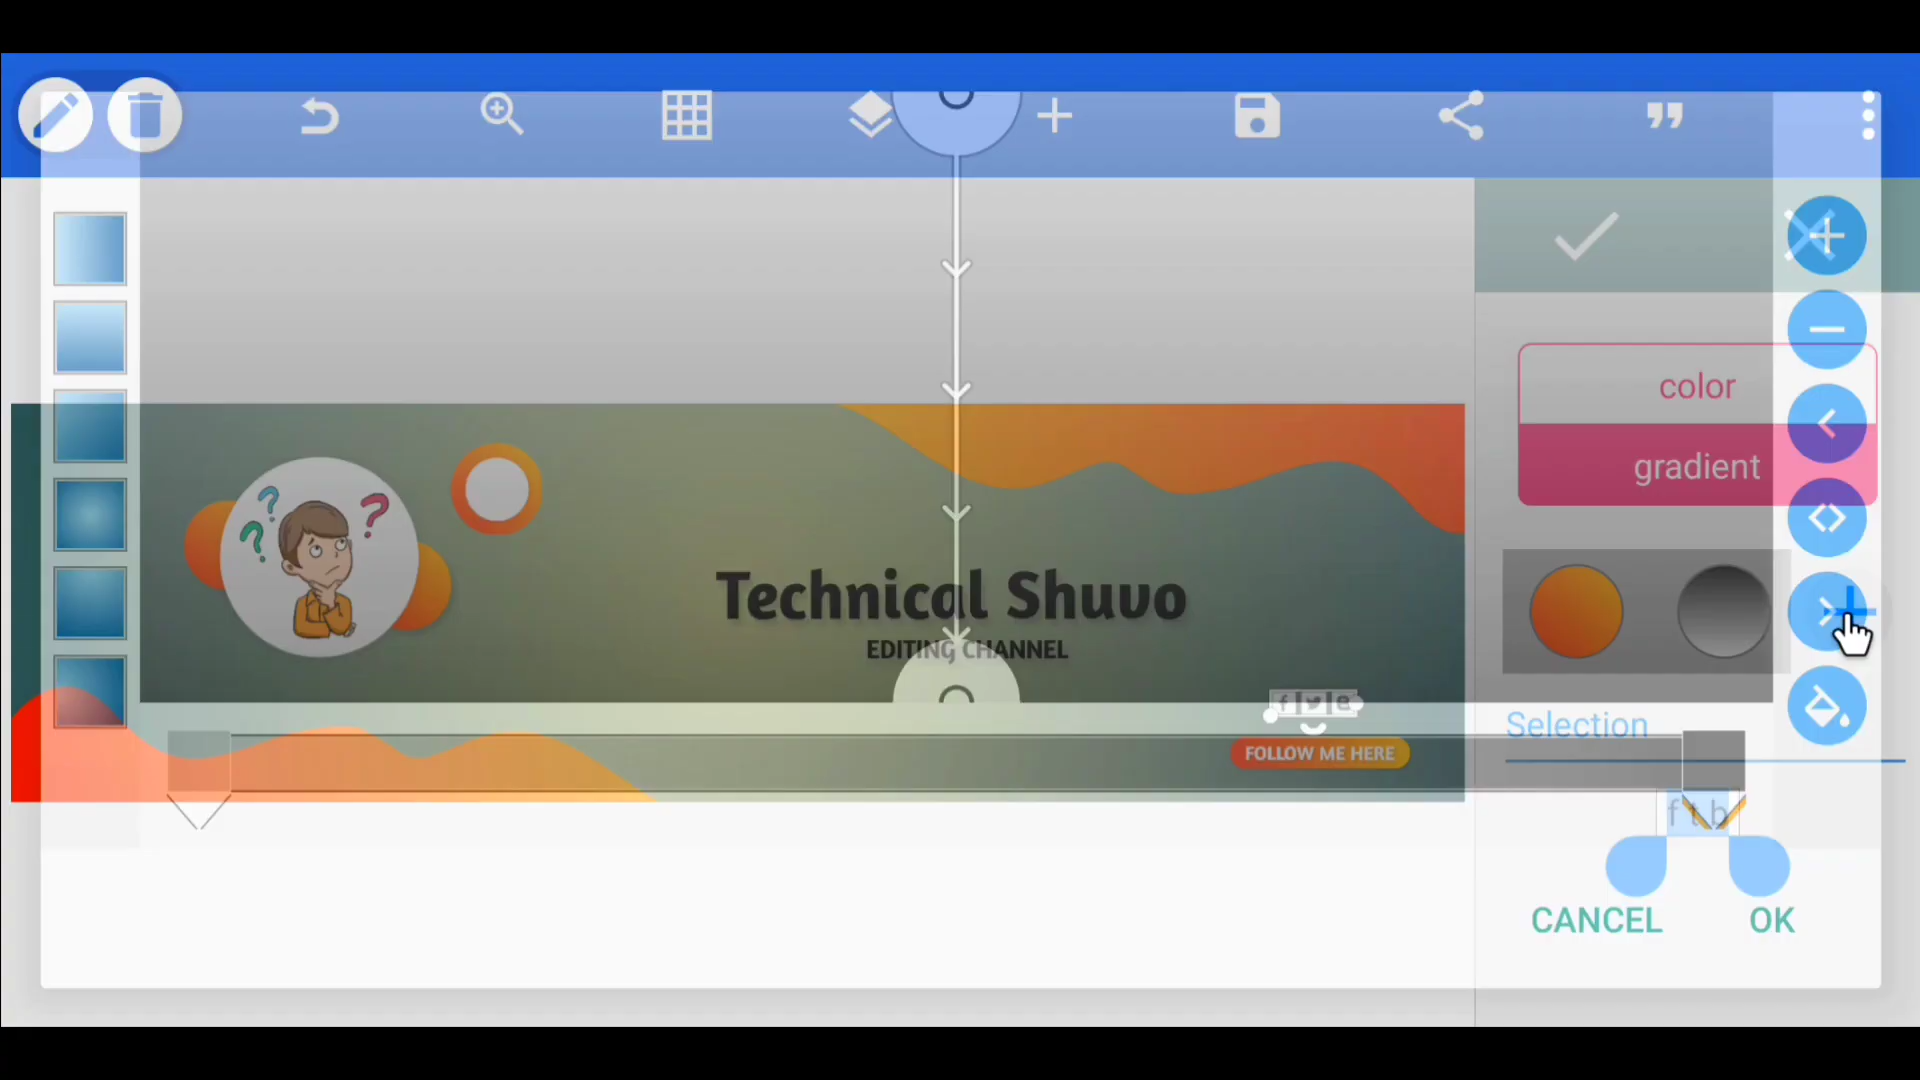 color
gradient
Technical Shuvo
EDITING CHANNEL
Selection
FOLLOW ME HERE
f t b
CANCEL OK